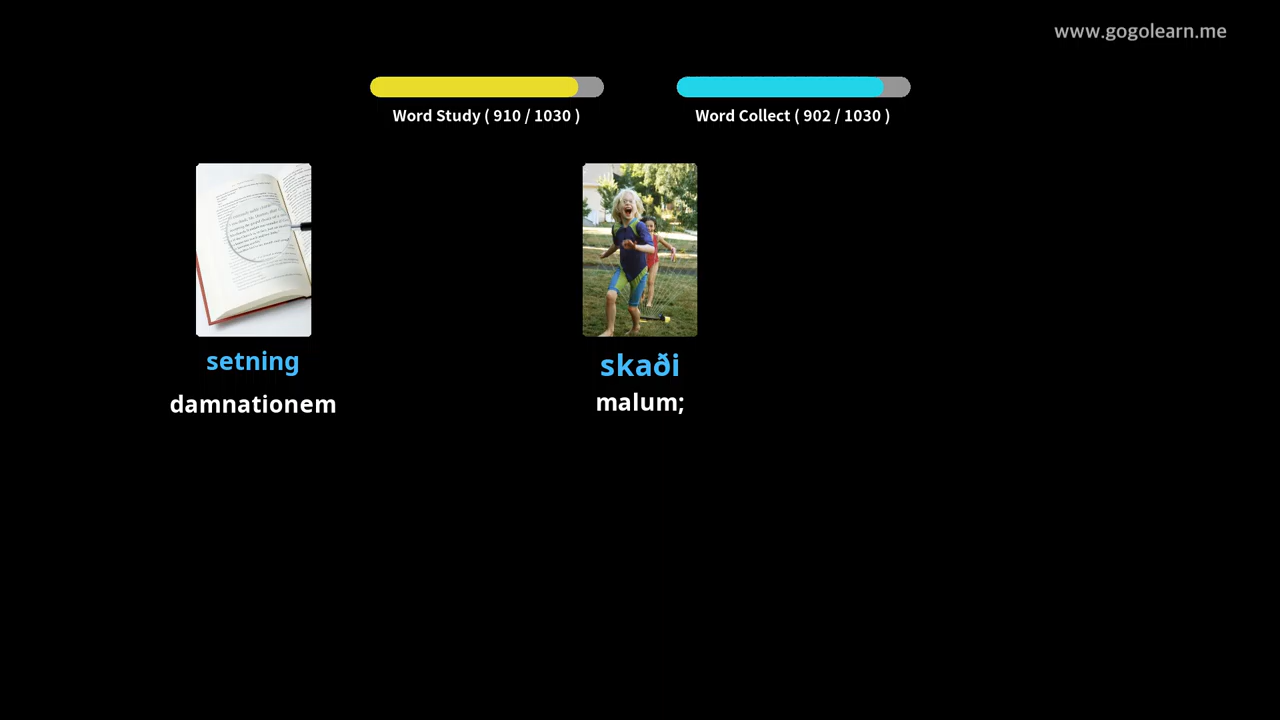 www.gogolearn.me
Word Study ( 910 / 1030 )
Word Collect ( 902 / 1030 )
setning
damnationem
skaði
malum;